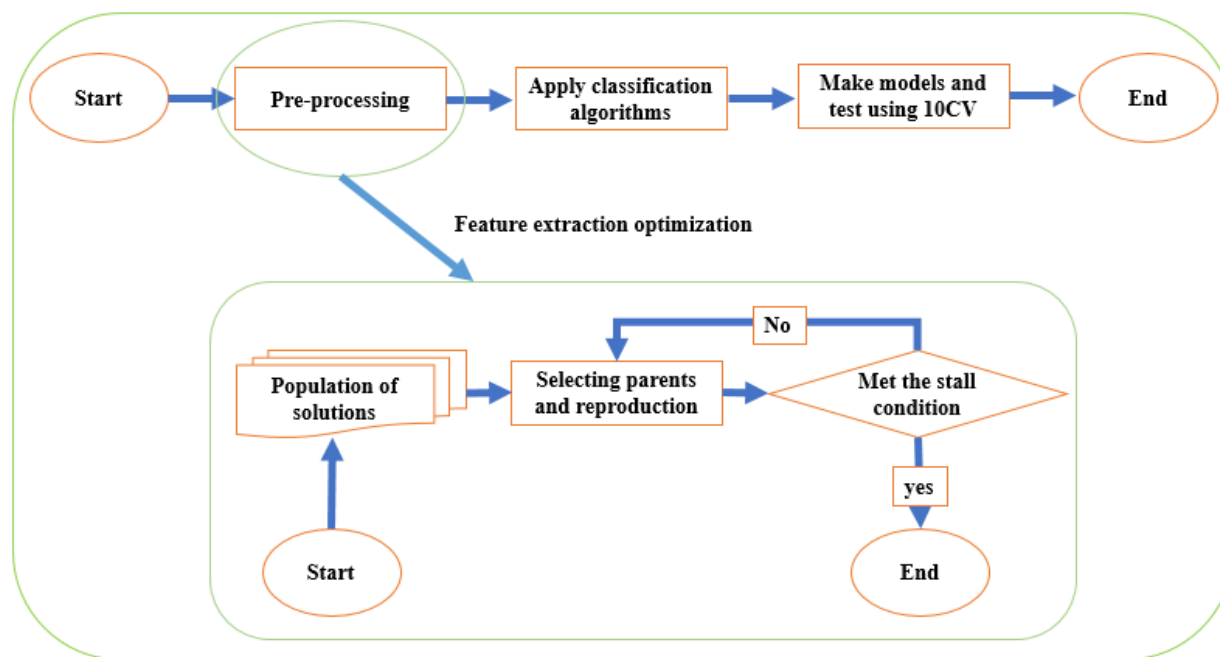 Start
Pre-processing
Apply classification
algorithms
Make models and
test using 10CV
End
Feature extraction optimization
No
Population of
solutions
Selecting parents
and reproduction
Met the stall
condition
yes
Start
End